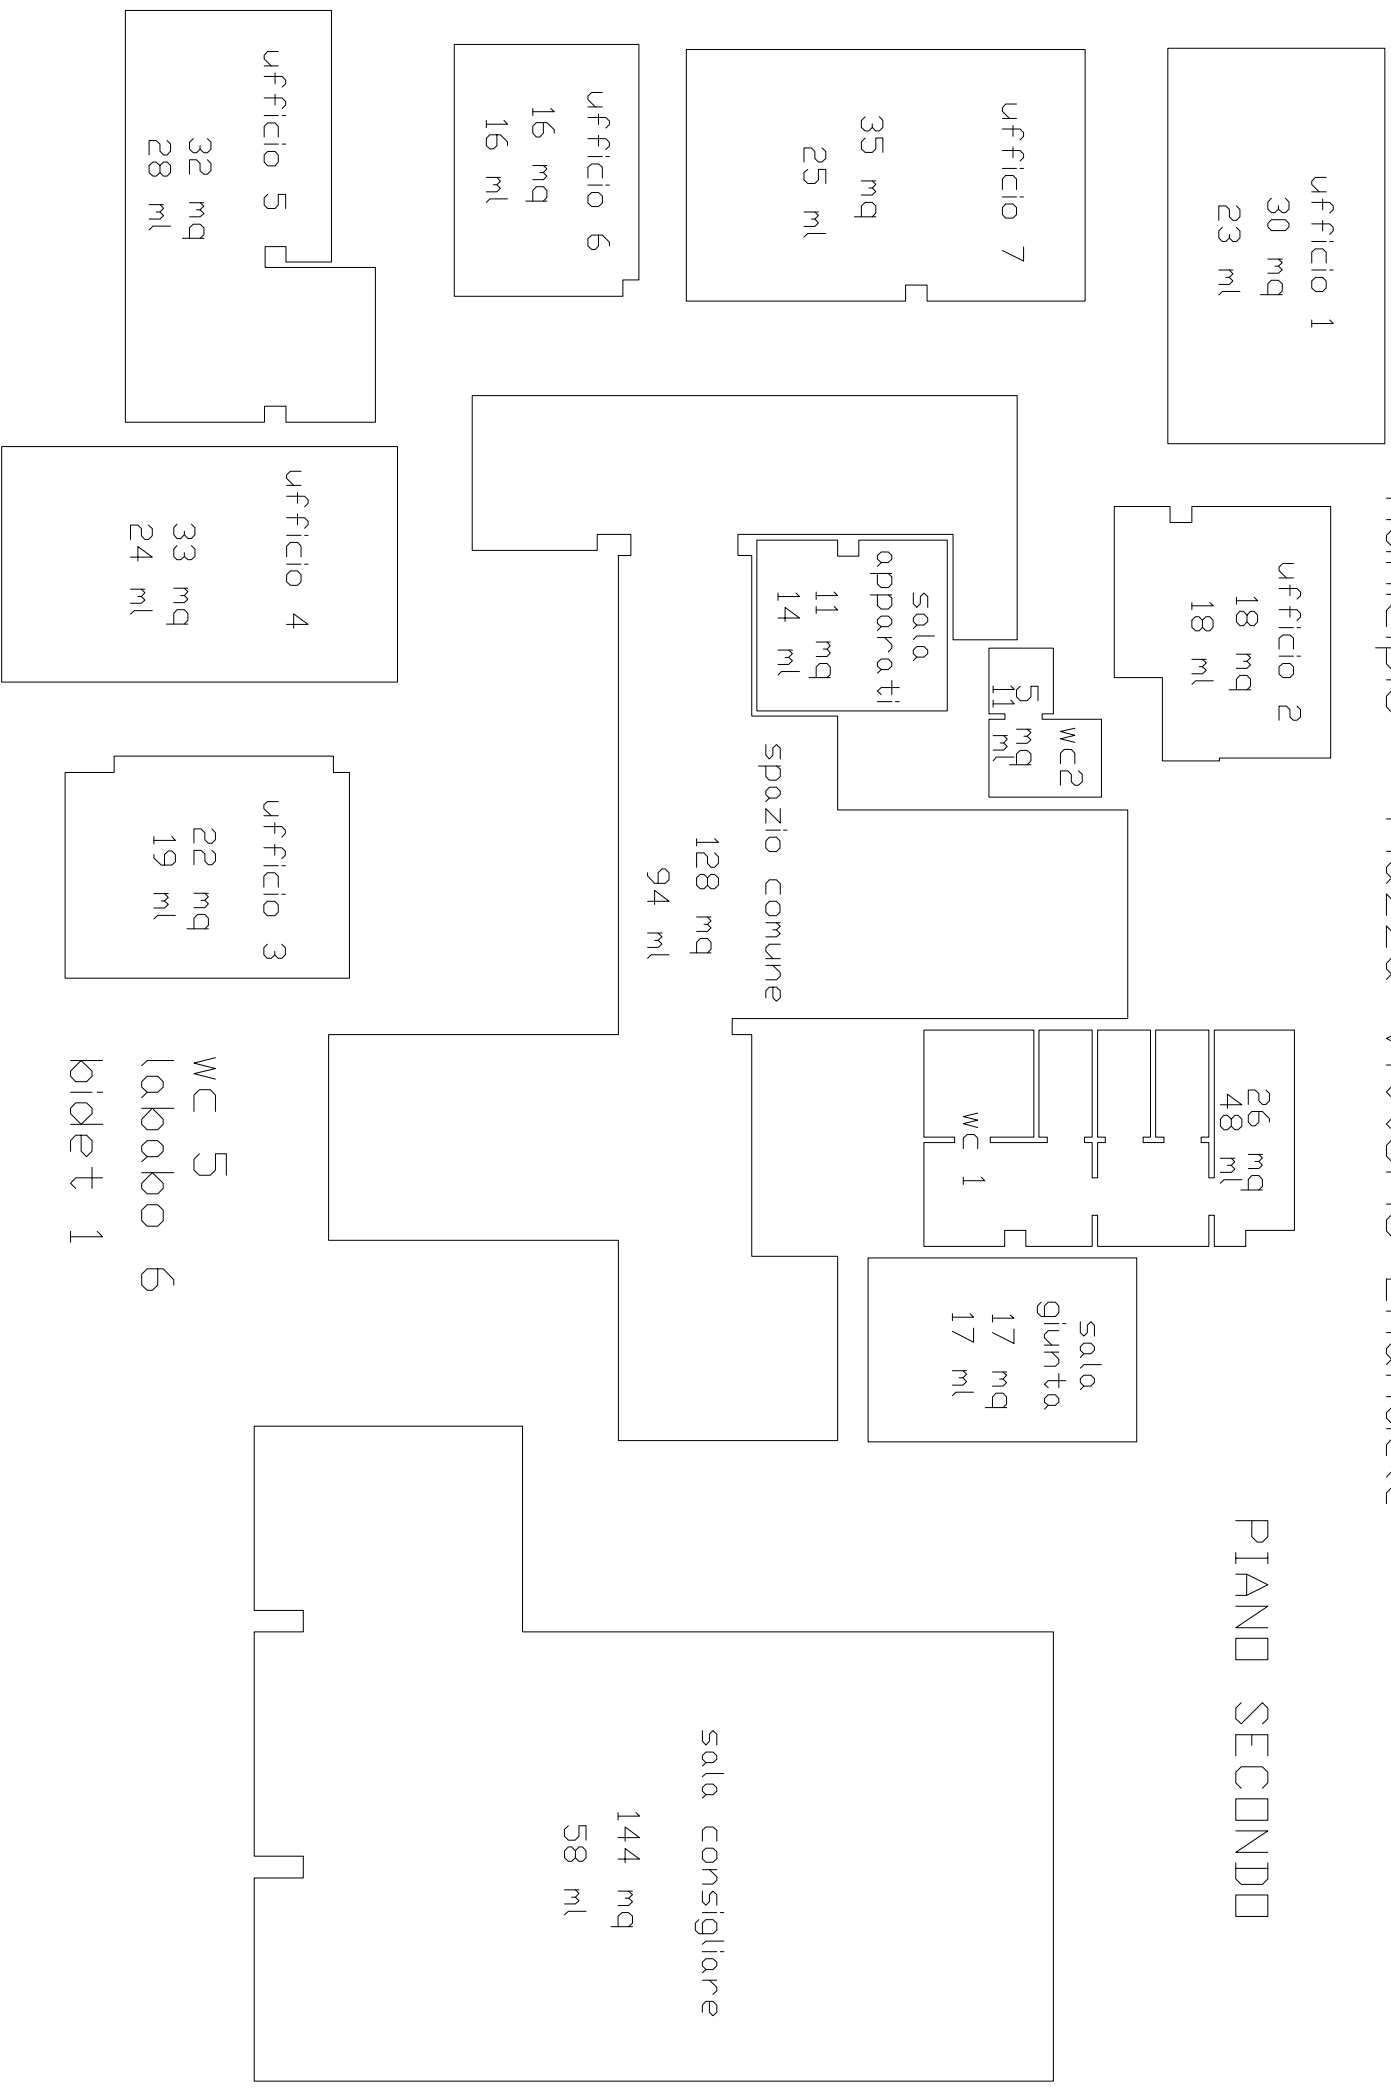 PIANO SECONDO
ufficio 1
30 mq
23 ml
ufficio 2
18 mq
18 ml
ufficio 7
35 mq
25 ml
wc2
5 mq
11 ml
sala
apparati
11 mq
14 ml
26 mq
48 ml
wc 1
sala
giunta
17 mq
17 ml
spazio comune
128 mq
94 ml
sala consigliare
144 mq
58 ml
ufficio 6
16 mq
16 ml
ufficio 5
32 mq
28 ml
ufficio 4
33 mq
24 ml
ufficio 3
22 mq
19 ml
wc 5
lababo 6
bidet 1